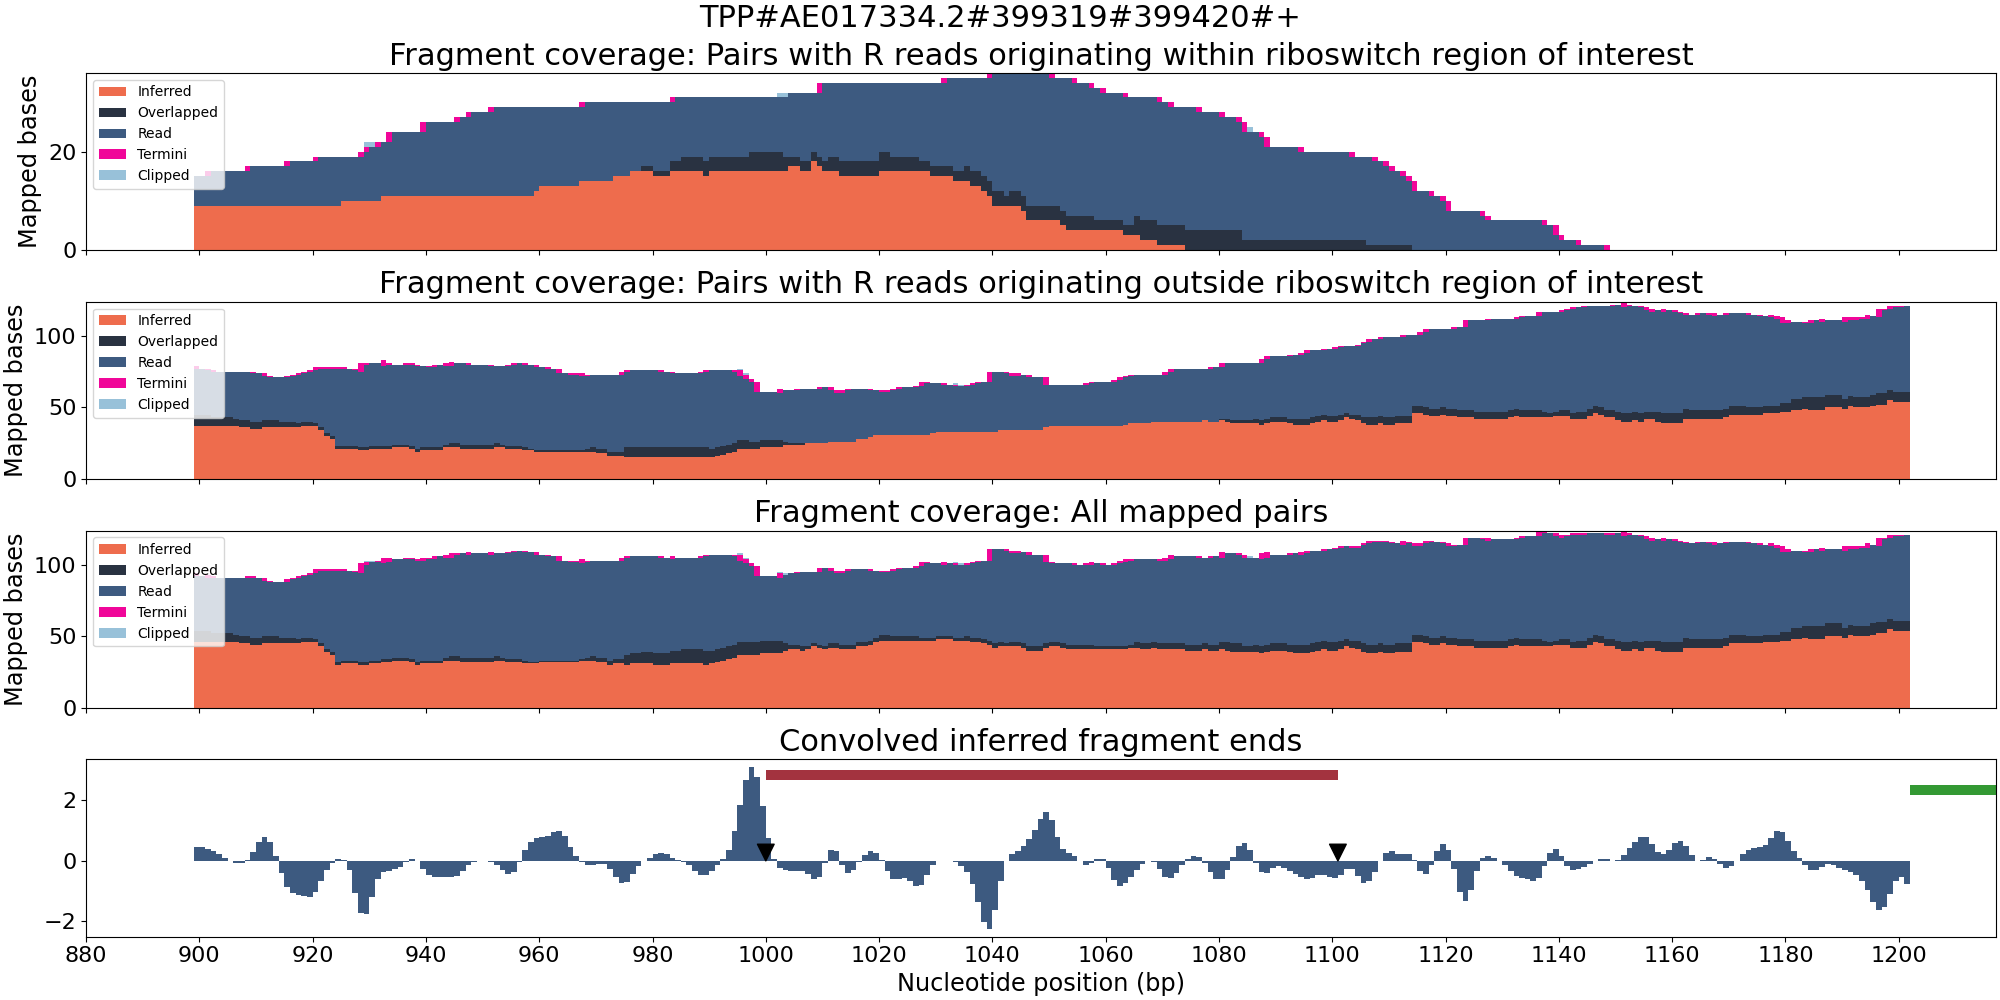 TPP#AE017334.2#399319#399420#+
Fragment coverage: Pairs with R reads originating within riboswitch region of interest
Mapped bases
20
0
Inferred
Overlapped
Read
Termini
Clipped
Fragment coverage: Pairs with R reads originating outside riboswitch region of interest
Mapped bases
100
50
0
Inferred
Overlapped
Read
Termini
Clipped
Fragment coverage: All mapped pairs
Mapped bases
100
50
0
Inferred
Overlapped
Read
Termini
Clipped
Convolved inferred fragment ends
2
0
−2
880 900 920 940 960 980 1000 1020 1040 1060 1080 1100 1120 1140 1160 1180 1200
Nucleotide position (bp)